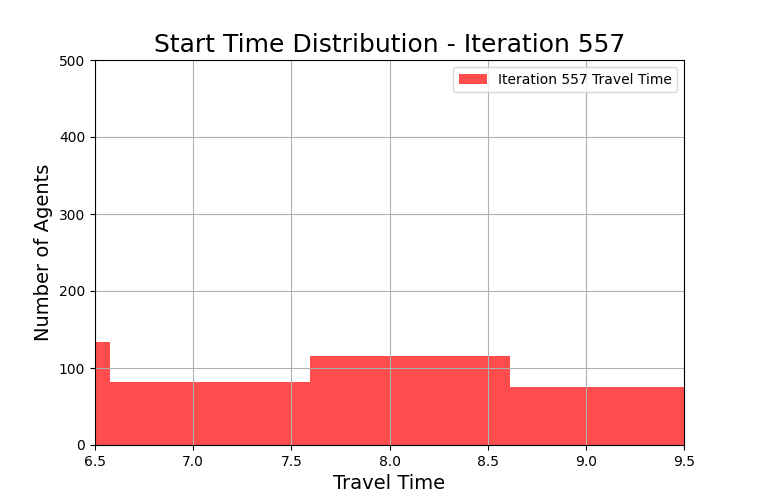 Start Time Distribution - Iteration 557
Iteration 557 Travel Time
Number of Agents
500
400
300
200
100
0
6.5 7.0 7.5 8.0 8.5 9.0 9.5
Travel Time